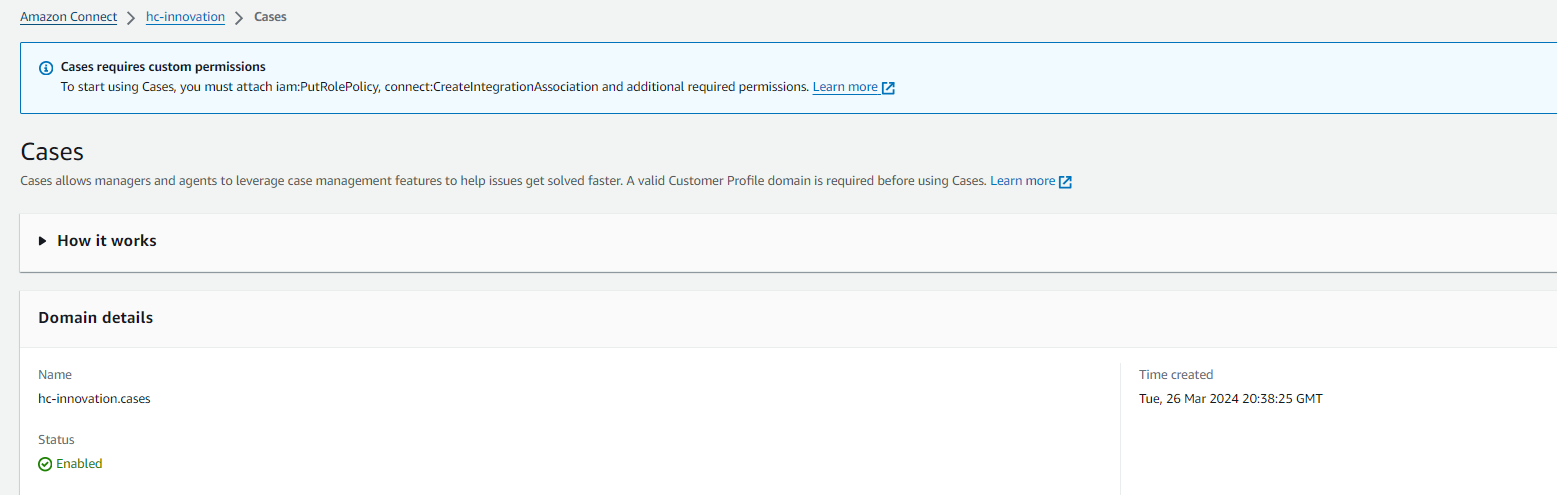 Amazon Connect > hc-innovation > Cases
Cases requires custom permissions
To start using Cases, you must attach iam:PutRolePolicy, connect:CreateIntegrationAssociation and additional required permissions. Learn more
Cases
Cases allows managers and agents to leverage case management features to help issues get solved faster. A valid Customer Profile domain is required before using Cases. Learn more
How it works
Domain details
Name
hc-innovation.cases
Status
Enabled
Time created
Tue, 26 Mar 2024 20:38:25 GMT